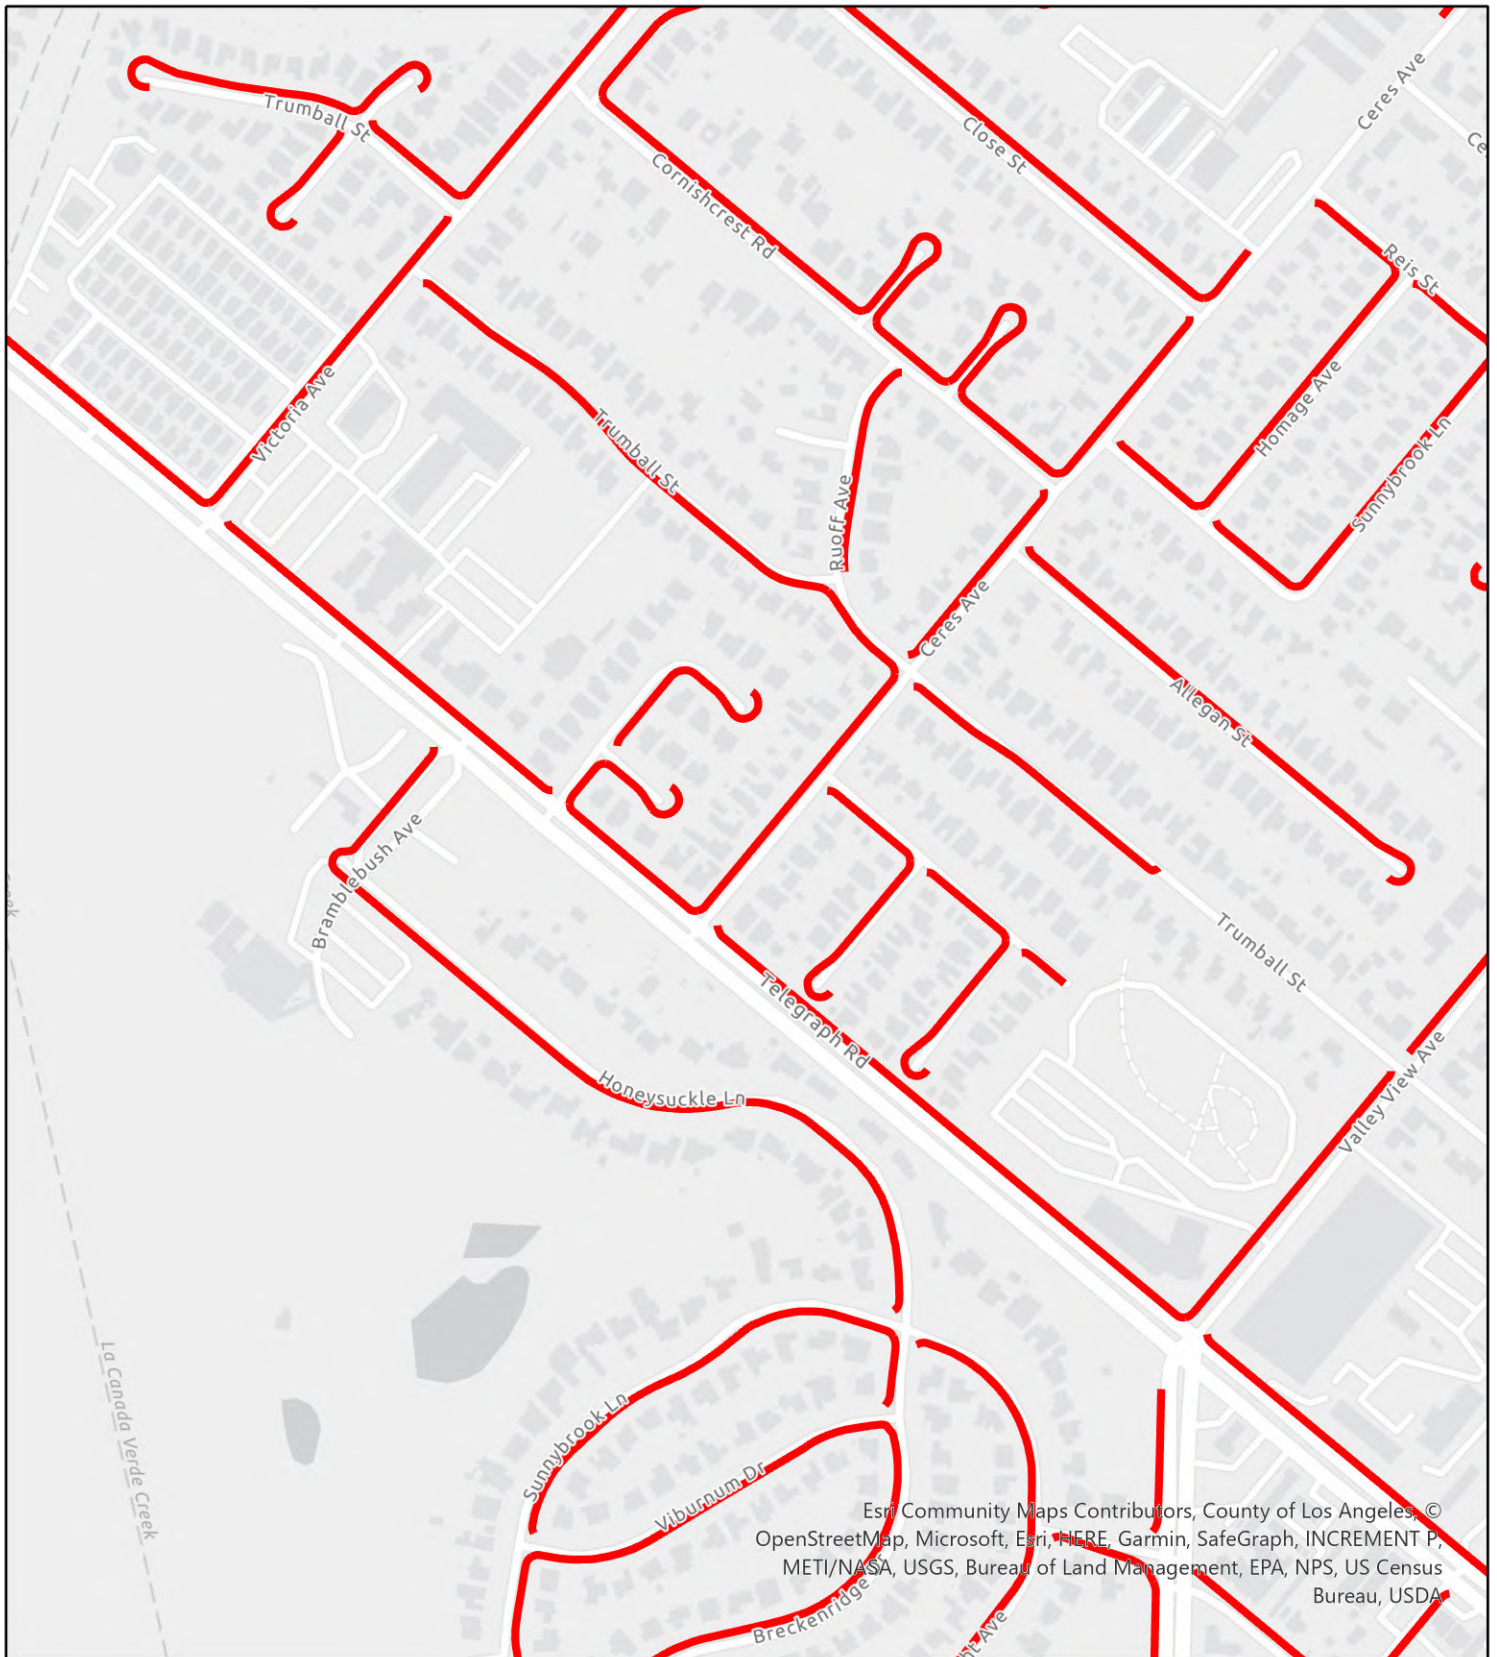 Ceres Ave
Trumball St
Close St
Cornishcrest Rd
Reis St
Victoria Ave
Homage Ave
Trumball St
Sunnybrook Ln
Ruoff Ave
Ceres Ave
Allegan St
Bramblebush Ave
Trumball St
Telegraph Rd
Honeysuckle Ln
Valley View Ave
La Canada Verde Creek
Sunnybrook Ln
Viburnum Dr
Breckenridge
Esri Community Maps Contributors, County of Los Angeles, ©
OpenStreetMap, Microsoft, Esri, HERE, Garmin, SafeGraph, INCREMENT P,
METI/NASA, USGS, Bureau of Land Management, EPA, NPS, US Census
Bureau, USDA